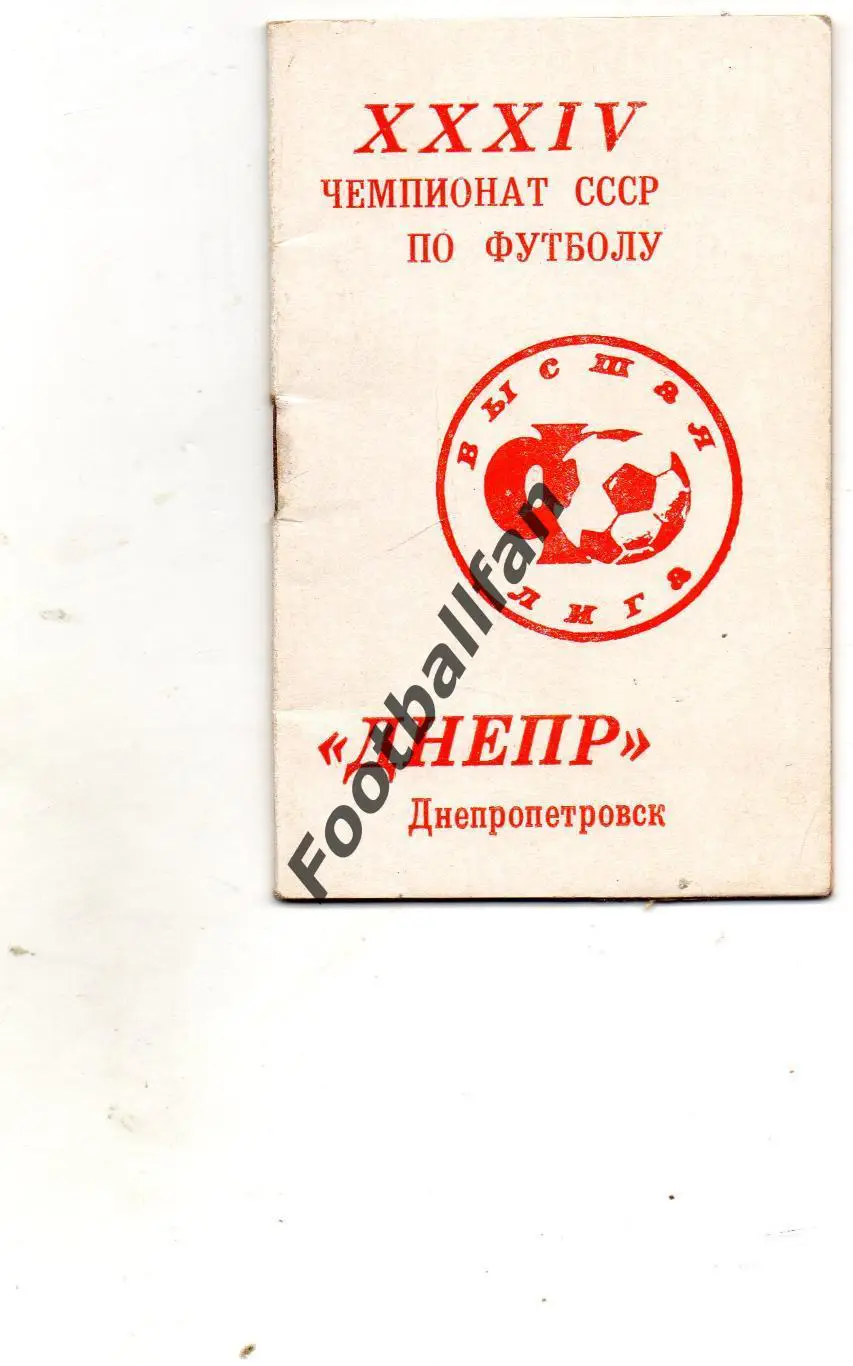 XXXIV
ЧЕМПИОНАТ СССР
ПО ФУТБОЛУ
ВЫСШАЯ
ЛИГА
«ДНЕПР»
Днепропетровск
Footballfan